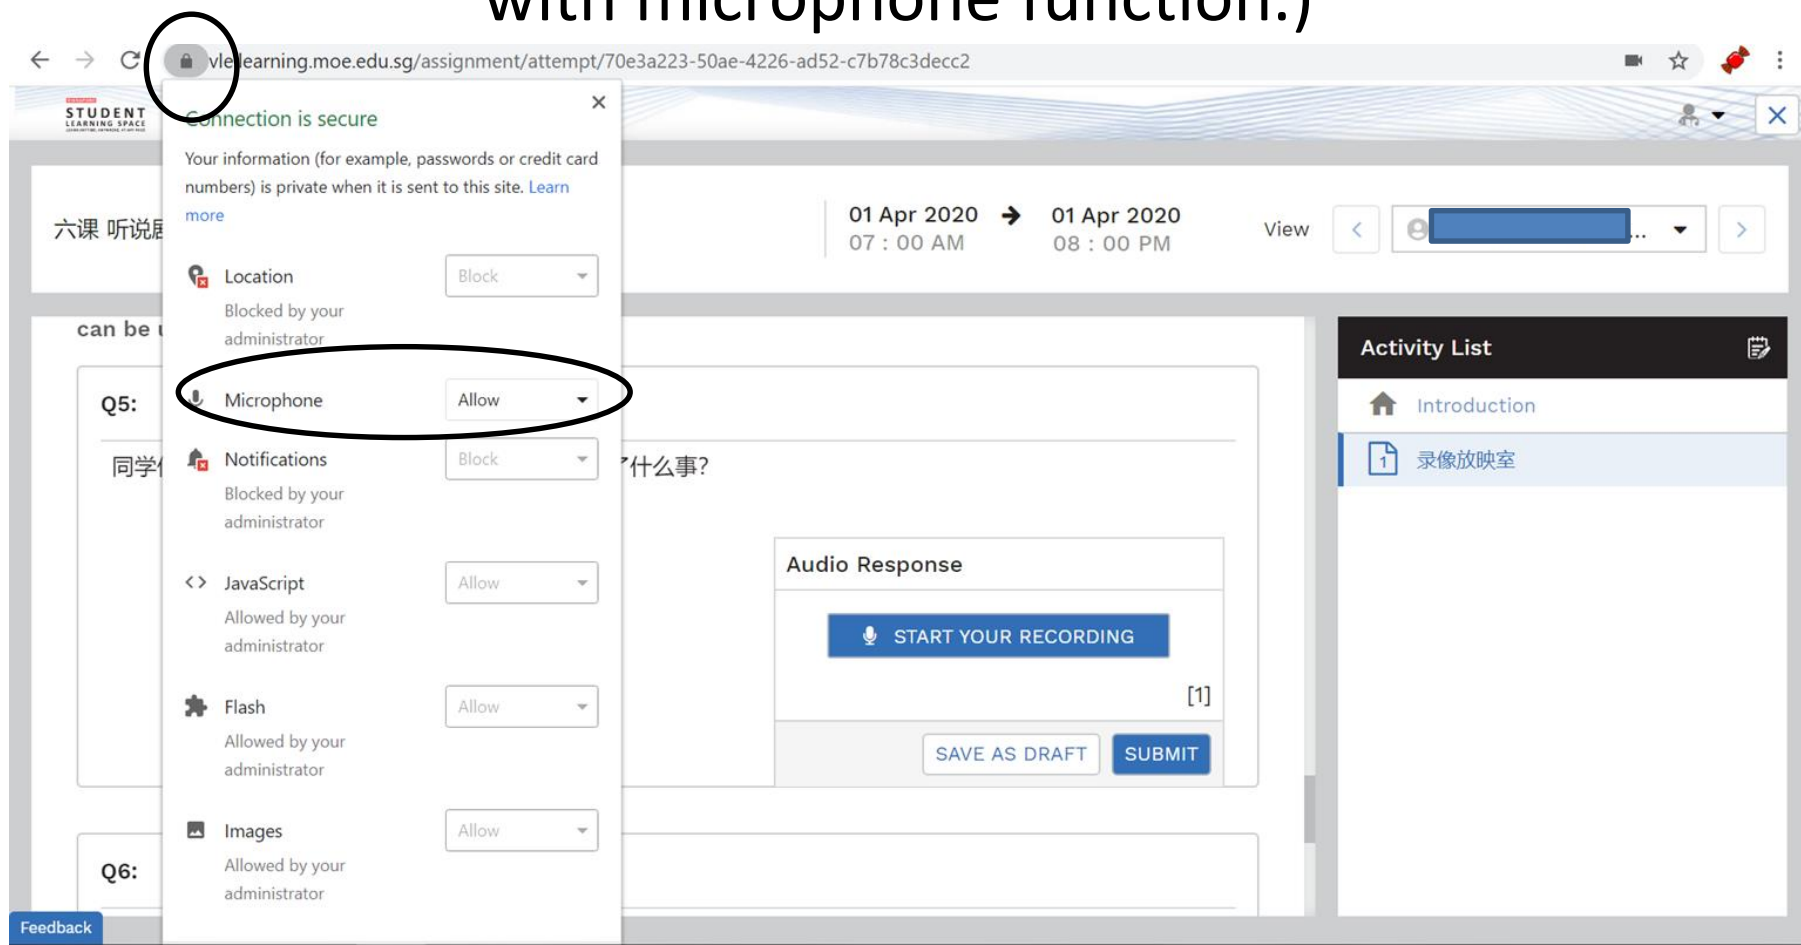 with microphone function.)
vle.learning.moe.edu.sg/assignment/attempt/70e3a223-50ae-4226-ad52-c7b78c3decc2
STUDENT
LEARNING SPACE
Connection is secure
Your information (for example, passwords or credit card
numbers) is private when it is sent to this site. Learn
more
六课 听说
01 Apr 2020 → 01 Apr 2020
07 : 00 AM 08 : 00 PM
View
...
Location Block
Blocked by your
administrator
can be
Microphone Allow
Q5:
Notifications Block
Blocked by your
administrator
同学
什么事?
JavaScript Allow
Allowed by your
administrator
Flash Allow
Allowed by your
administrator
Images Allow
Allowed by your
administrator
Audio Response
START YOUR RECORDING
[1]
SAVE AS DRAFT SUBMIT
Q6:
Feedback
Activity List
Introduction
1 录像放映室